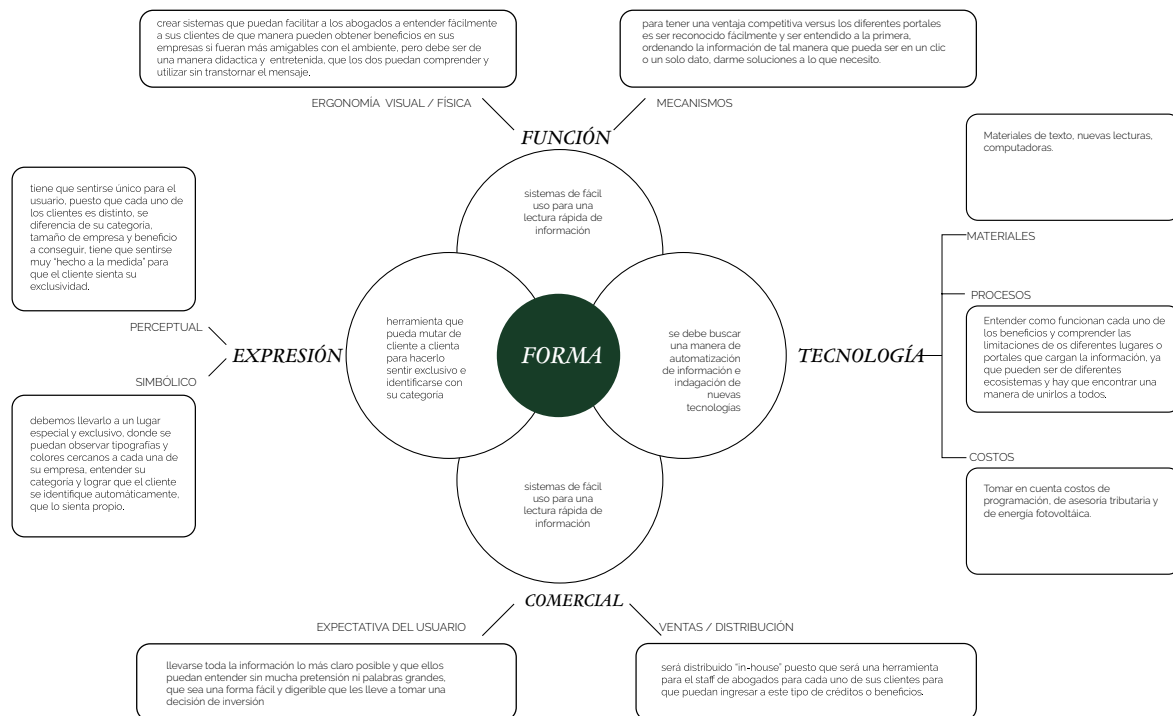 crear sistemas que puedan facilitar a los abogados a entender fácilmente
a sus clientes de que manera pueden obtener beneficios en sus
empresas si fueran más amigables con el ambiente, pero debe ser de
una manera didactica y entretenida, que los dos puedan comprender y
utilizar sin transtornar el mensaje.
para tener una ventaja competitiva versus los diferentes portales
es ser reconocido fácilmente y ser entendido a la primera,
ordenando la información de tal manera que pueda ser en un clic
o un solo dato, darme soluciones a lo que necesito.
ERGONOMÍA VISUAL / FÍSICA
MECANISMOS
FUNCIÓN
sistemas de fácil
uso para una
lectura rápida de
información
Materiales de texto, nuevas lecturas,
computadoras.
MATERIALES
tiene que sentirse único para el
usuario, puesto que cada uno de
los clientes es distinto, se
diferencia de su categoria,
tamaño de empresa y beneficio
a conseguir, tiene que sentirse
muy "hecho a la medida" para
que el cliente sienta su
exclusividad.
PERCEPTUAL
EXPRESIÓN
SIMBÓLICO
debemos llevarlo a un lugar
especial y exclusivo, donde se
puedan observar tipografías y
colores cercanos a cada una de
su empresa, entender su
categoria y lograr que el cliente
se identifique automáticamente,
que lo sienta propio.
herramienta que
pueda mutar de
cliente a clienta
para hacerlo
sentir exclusivo e
identificarse con
su categoria
FORMA
se debe buscar
una manera de
automatización
de información e
indagación de
nuevas
tecnologias
TECNOLOGÍA
PROCESOS
Entender como funcionan cada uno de
los beneficios y comprender las
limitaciones de os diferentes lugares o
portales que cargan la información, ya
que pueden ser de diferentes
ecosistemas y hay que encontrar una
manera de unirlos a todos.
COSTOS
Tomar en cuenta costos de
programación, de asesoría tributaria y
de energía fotovoltáica.
sistemas de fácil
uso para una
lectura rápida de
información
COMERCIAL
EXPECTATIVA DEL USUARIO
VENTAS / DISTRIBUCIÓN
llevarse toda la información lo más claro posible y que ellos
puedan entender sin mucha pretensión ni palabras grandes,
que sea una forma fácil y digerible que les lleve a tomar una
decisión de inversión
será distribuido "in-house" puesto que será una herramienta
para el staff de abogados para cada uno de sus clientes para
que puedan ingresar a este tipo de créditos o beneficios.